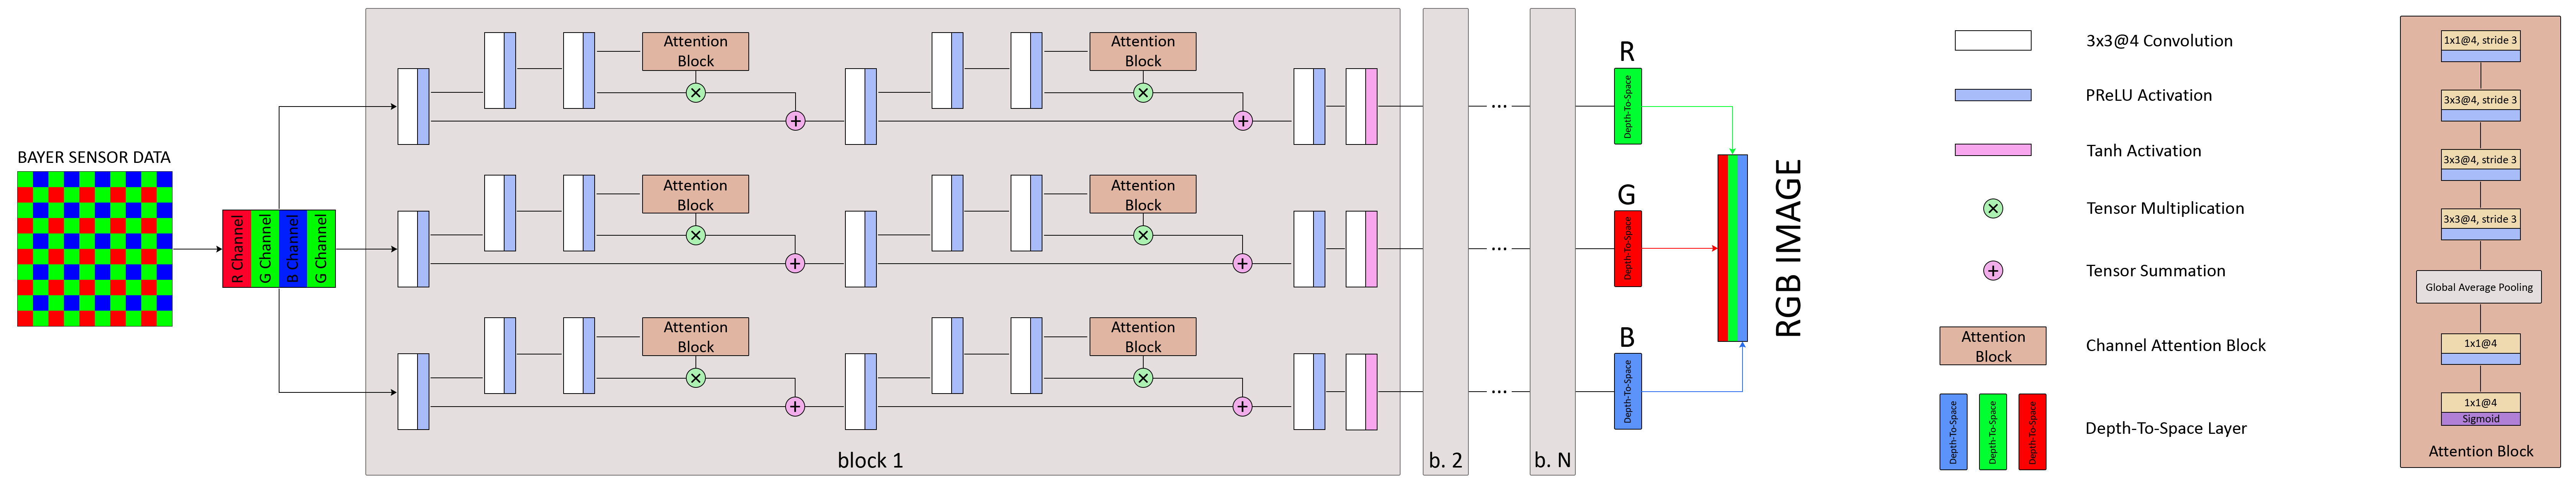 BAYER SENSOR DATA
R Channel
G Channel
B Channel
G Channel
Attention
Block
Attention
Block
Attention
Block
Attention
Block
Attention
Block
Attention
Block
block 1
b. 2
...
...
...
b. N
R
Depth-To-Space
G
Depth-To-Space
B
Depth-To-Space
RGB IMAGE
3x3@4 Convolution
PReLU Activation
Tanh Activation
Tensor Multiplication
Tensor Summation
Attention
Block
Channel Attention Block
Depth-To-Space
Depth-To-Space
Depth-To-Space
Depth-To-Space Layer
1x1@4, stride 3
3x3@4, stride 3
3x3@4, stride 3
3x3@4, stride 3
Global Average Pooling
1x1@4
1x1@4
Sigmoid
Attention Block